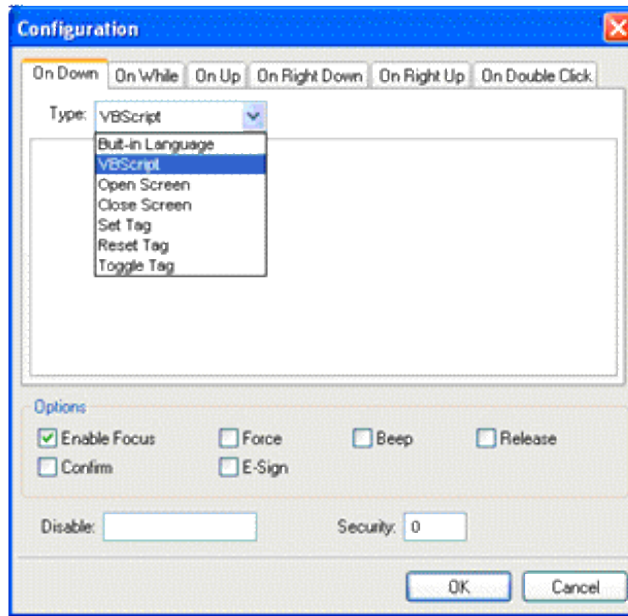 Configuration
On Down On While On Up On Right Down On Right Up On Double Click
Type: VBScript
Built-in Language
VBScript
Open Screen
Close Screen
Set Tag
Reset Tag
Toggle Tag
Options
Enable Focus Force Beep Release
Confirm E-Sign
Disable: Security: 0
OK Cancel